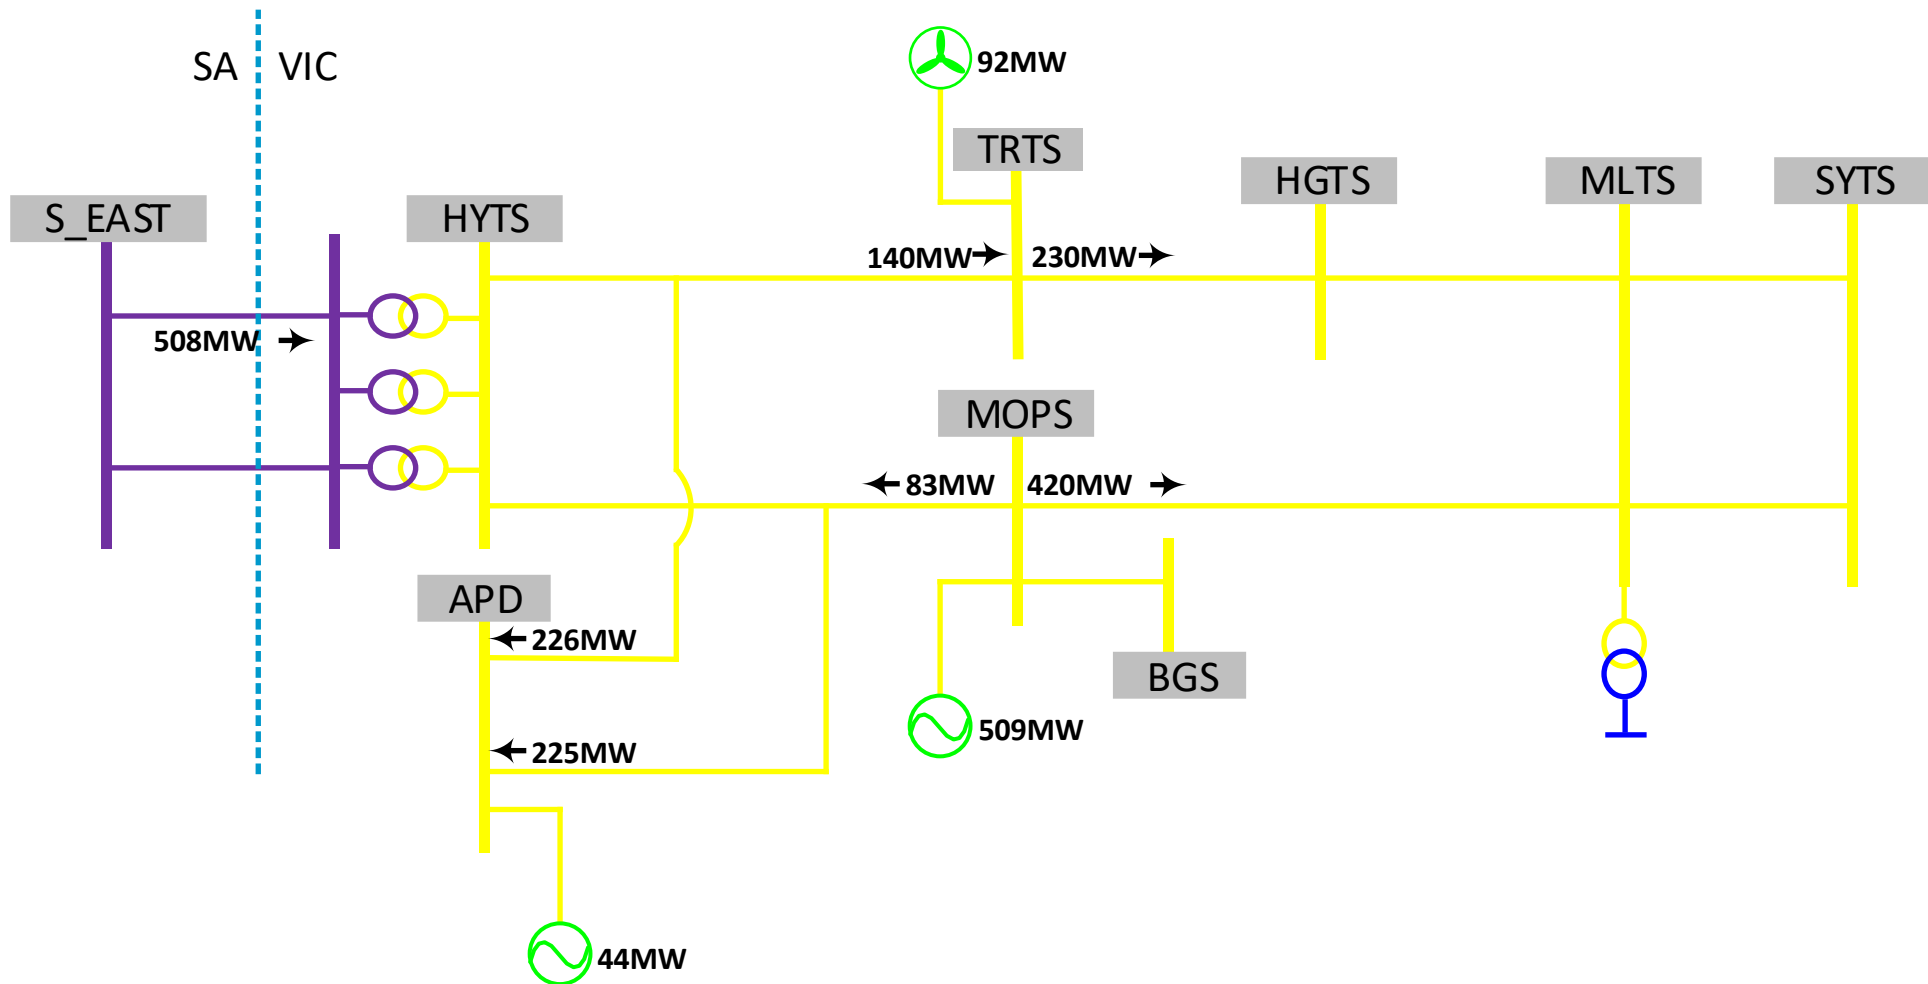 SA
VIC
92MW
TRTS
HGTS
MLTS
SYTS
S_EAST
HYTS
140MW
230MW
508MW
MOPS
83MW
420MW
APD
226MW
BGS
225MW
509MW
44MW